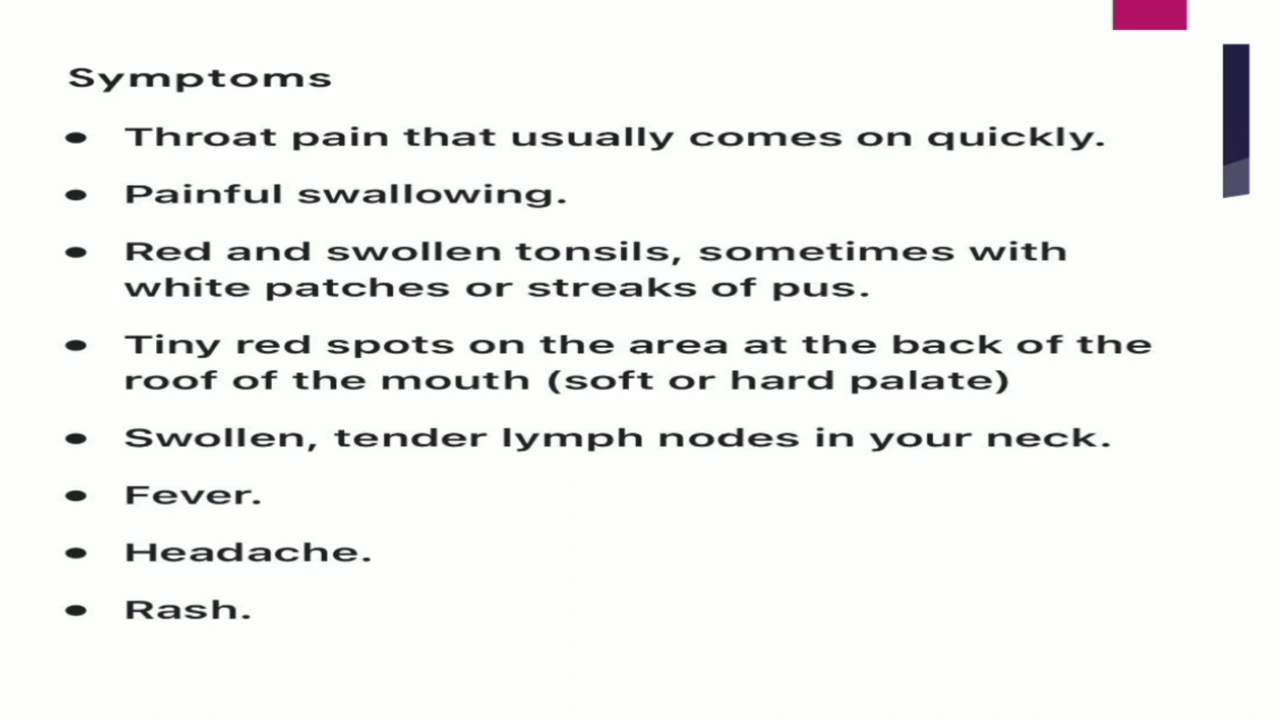 Symptoms
● Throat pain that usually comes on quickly.
● Painful swallowing.
● Red and swollen tonsils, sometimes with
white patches or streaks of pus.
● Tiny red spots on the area at the back of the
roof of the mouth (soft or hard palate)
● Swollen, tender lymph nodes in your neck.
● Fever.
● Headache.
● Rash.